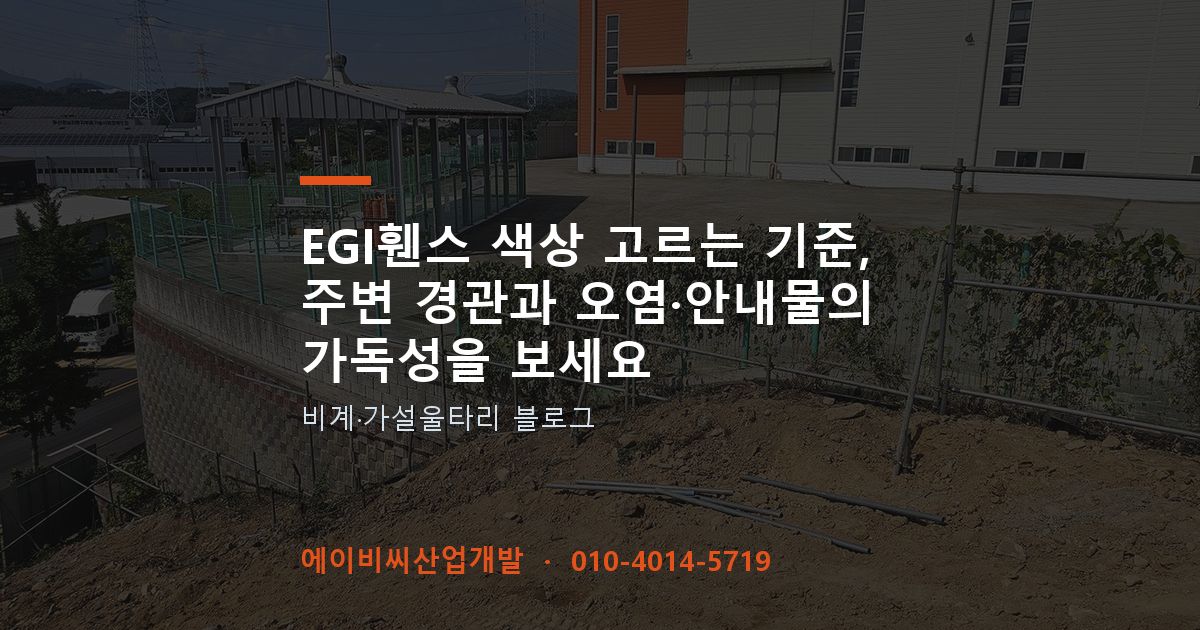 EGI휀스 색상 고르는 기준,
주변 경관과 오염·안내물의
가독성을 보세요
비계·가설울타리 블로그
에이비씨산업개발 · 010-4014-5719